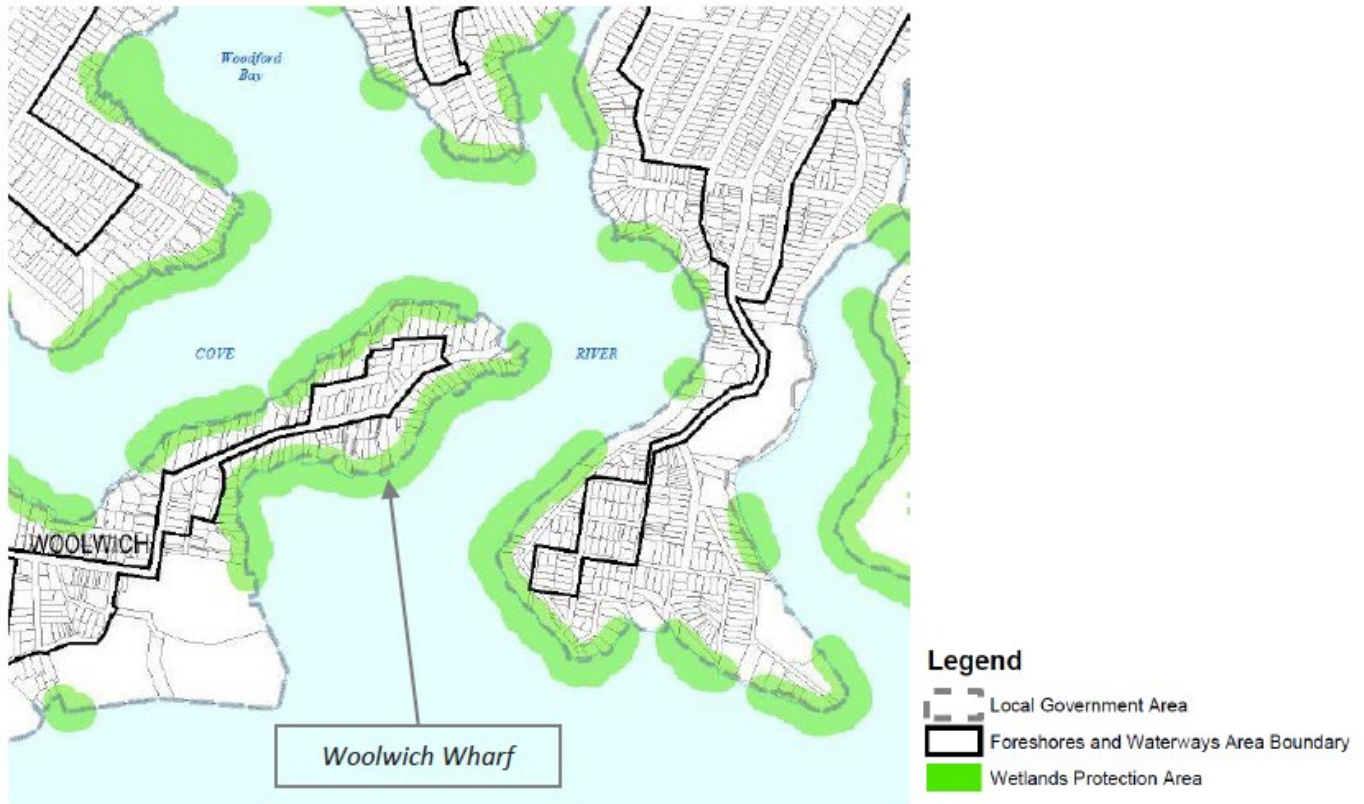 Woodford
Bay
COVE
RIVER
WOOLWICH
Woolwich Wharf
Legend
Local Government Area
Foreshores and Waterways Area Boundary
Wetlands Protection Area